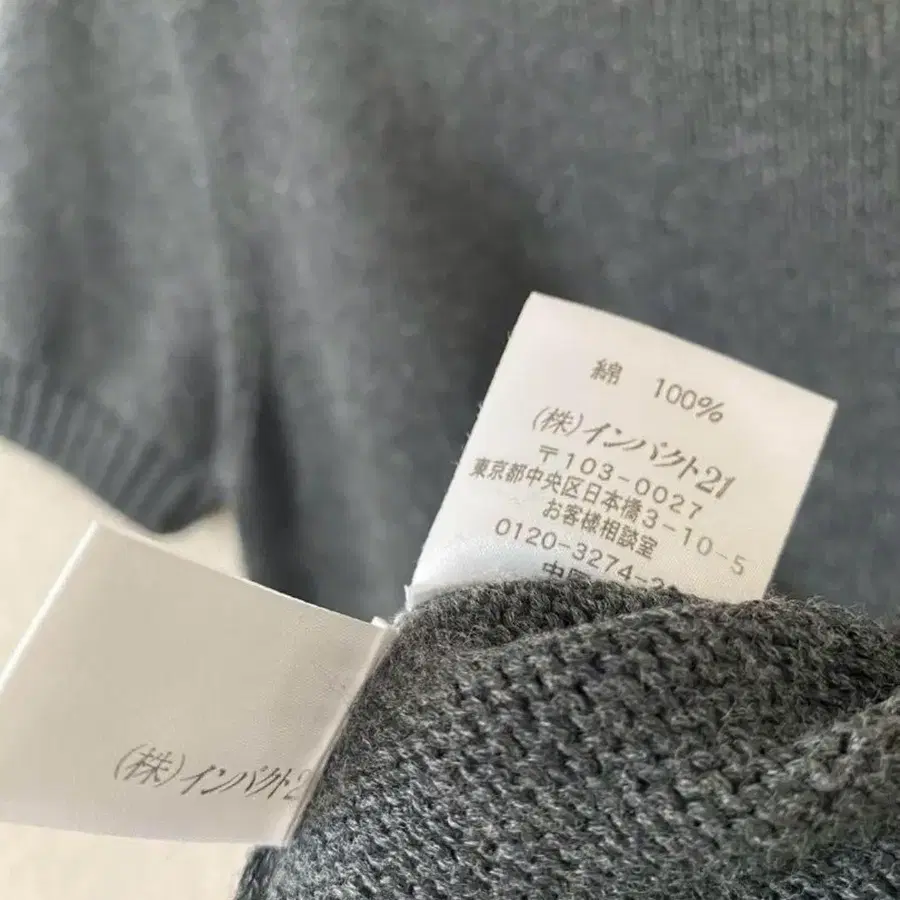 綿 100%
(株)インパクト21
〒103-0027
東京都中央区日本橋3-10-5
お客様相談室
0120-3274-2
(株)インパクト2